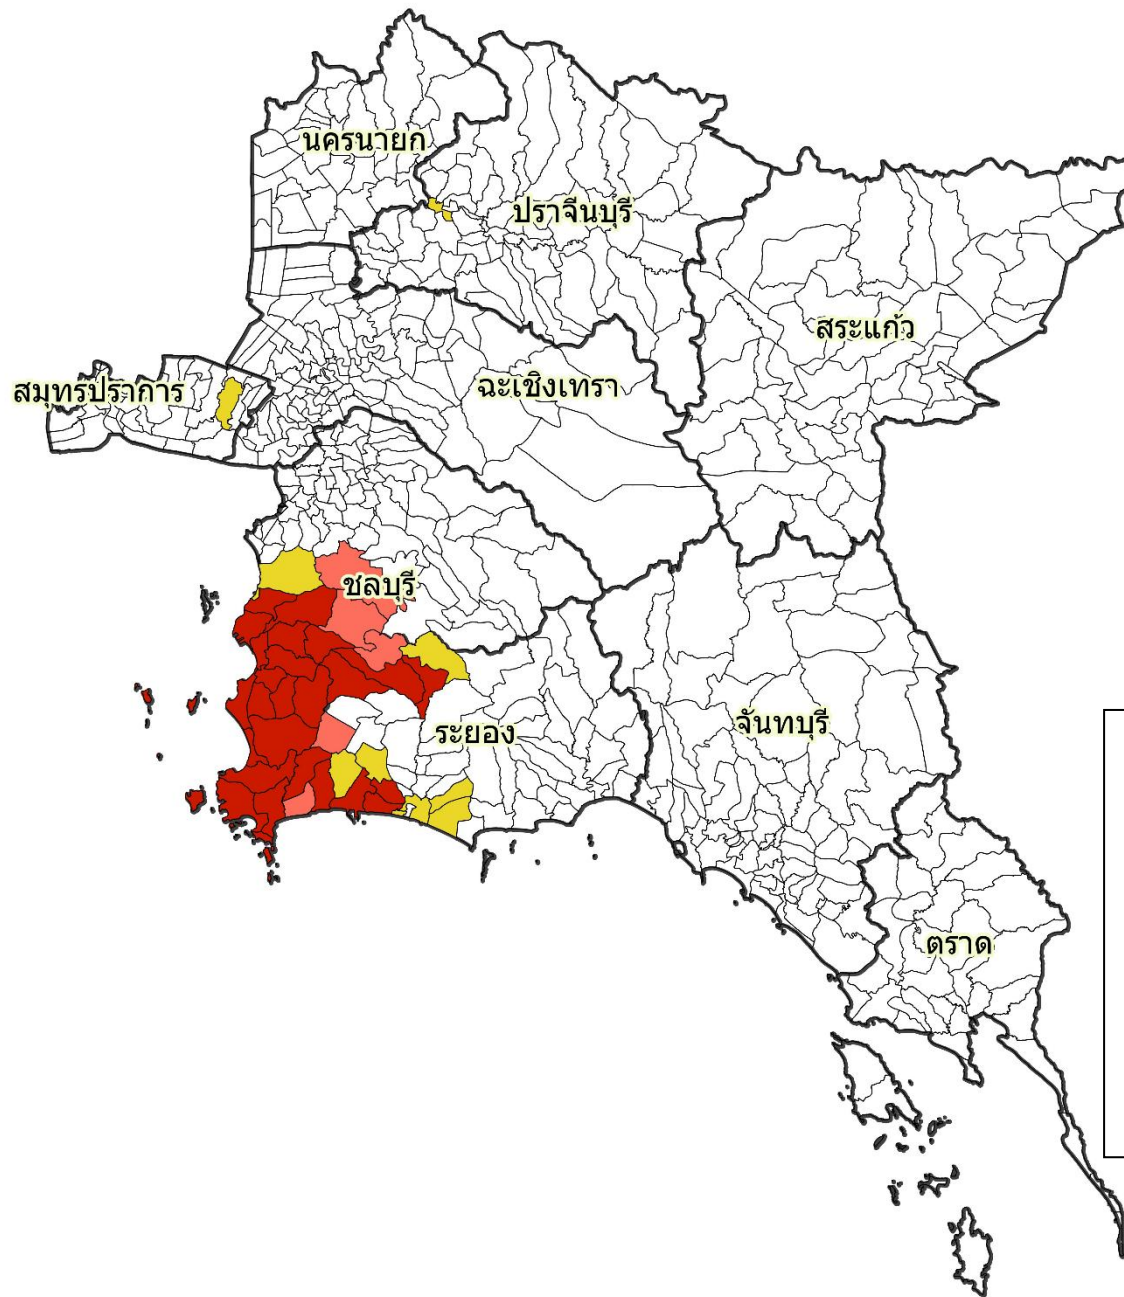 นครนายก
ปราจีนบุรี
สระแก้ว
สมุทรปราการ
ฉะเชิงเทรา
ชลบุรี
ระยอง
จันทบุรี
ตราด